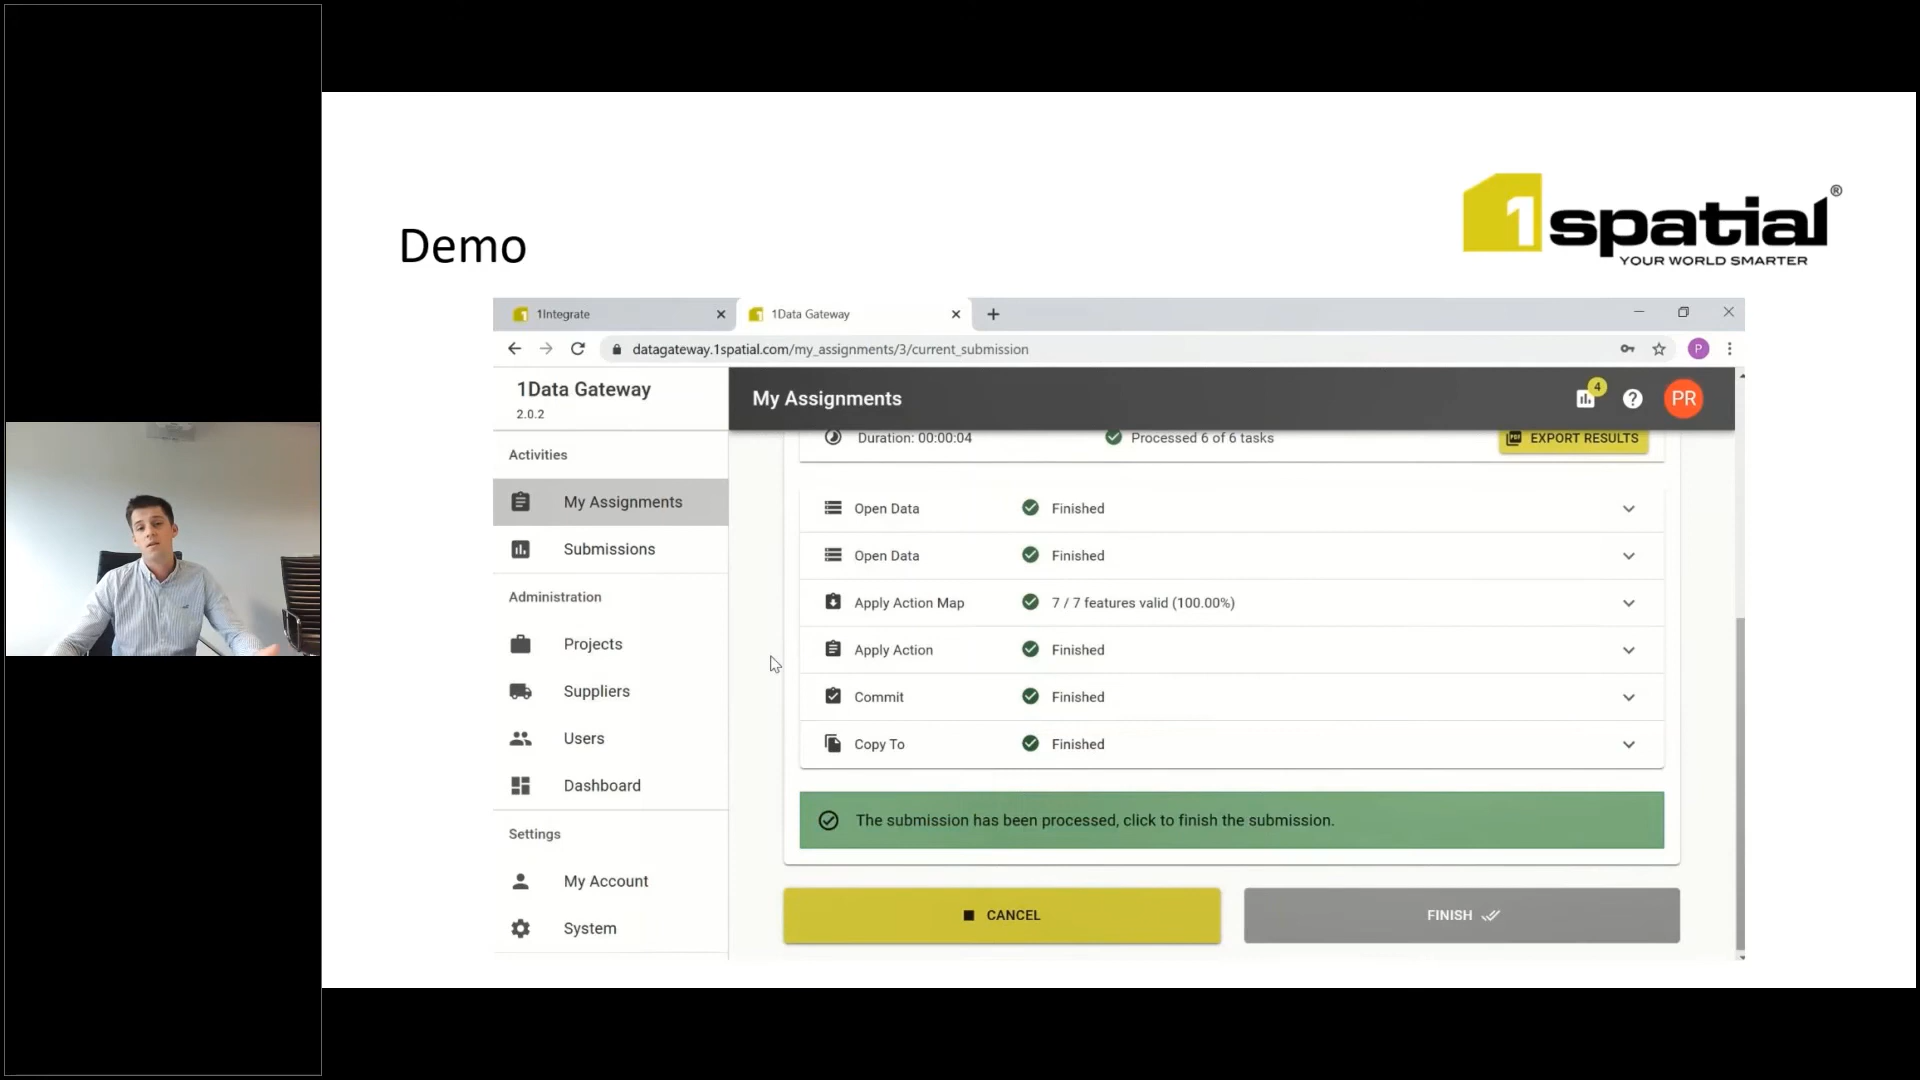 Demo
1spatial®
YOUR WORLD SMARTER
1Integrate
1Data Gateway
datagateway.1spatial.com/my_assignments/3/current_submission
P
1Data Gateway
2.0.2
My Assignments
4
PR
Duration: 00:00:04
Processed 6 of 6 tasks
PDF EXPORT RESULTS
Activities
My Assignments
Submissions
Administration
Projects
Suppliers
Users
Dashboard
Settings
My Account
System
Open Data Finished
Open Data Finished
Apply Action Map 7 / 7 features valid (100.00%)
Apply Action Finished
Commit Finished
Copy To Finished
The submission has been processed, click to finish the submission.
CANCEL
FINISH